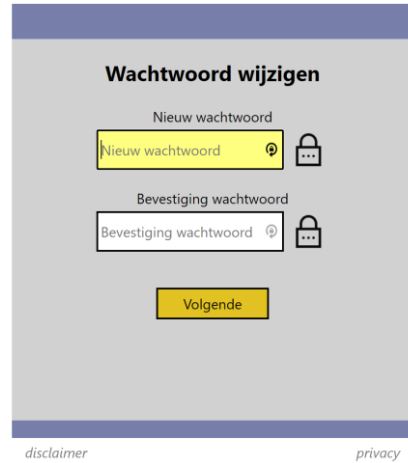 Wachtwoord wijzigen
Nieuw wachtwoord
Nieuw wachtwoord
Bevestiging wachtwoord
Bevestiging wachtwoord
Volgende
disclaimer privacy